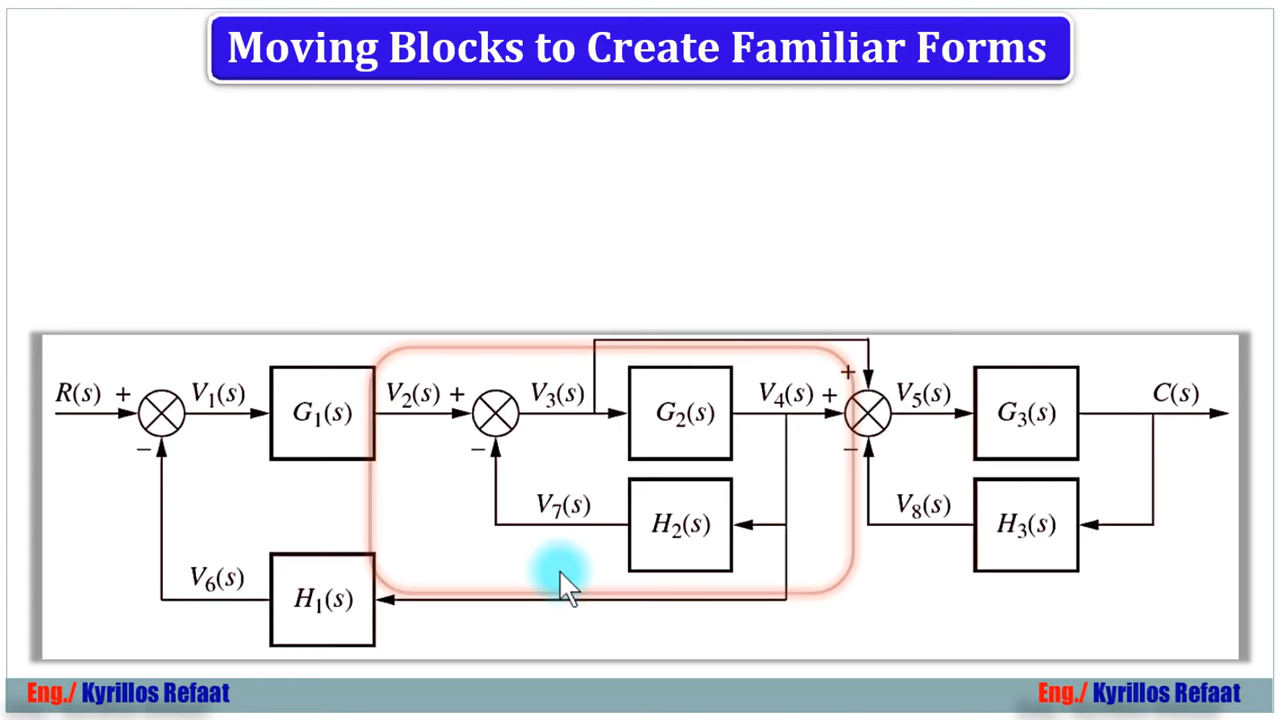 Moving Blocks to Create Familiar Forms
R(s) + V₁(s) G₁(s) V₂(s) + V₃(s) G₂(s) V₄(s) + + V₅(s) G₃(s) C(s)
− − −
V₇(s) H₂(s) V₈(s) H₃(s)
V₆(s) H₁(s)
Eng./ Kyrillos Refaat Eng./ Kyrillos Refaat